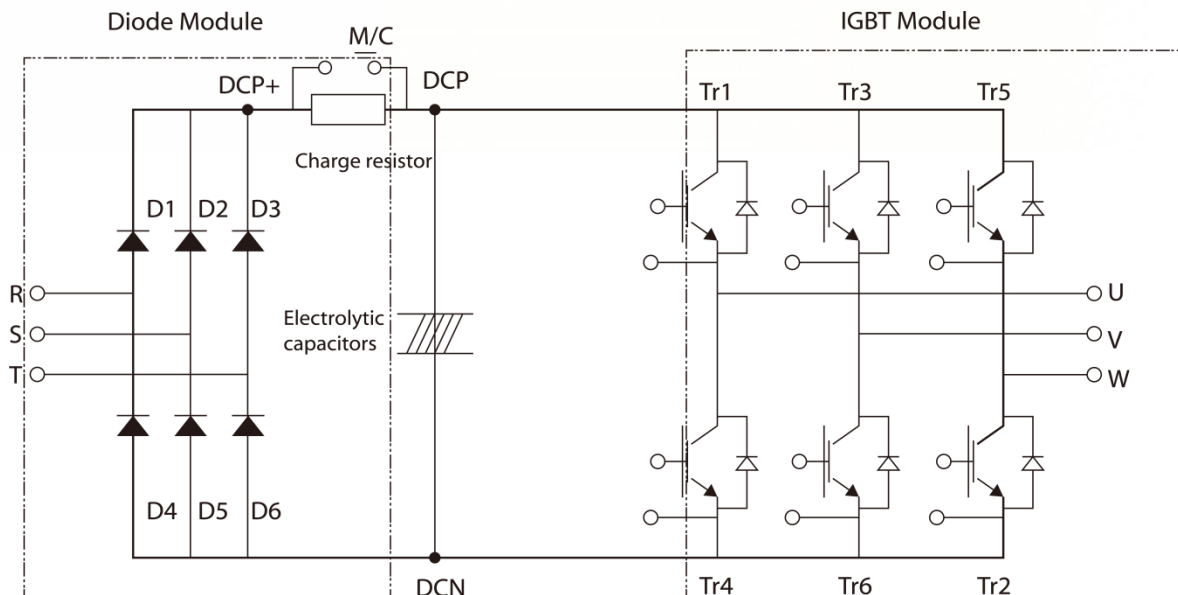 Diode Module
IGBT Module
M/C
DCP+
DCP
Tr1
Tr3
Tr5
Charge resistor
D1
D2
D3
R
S
T
Electrolytic
capacitors
U
V
W
D4
D5
D6
DCN
Tr4
Tr6
Tr2